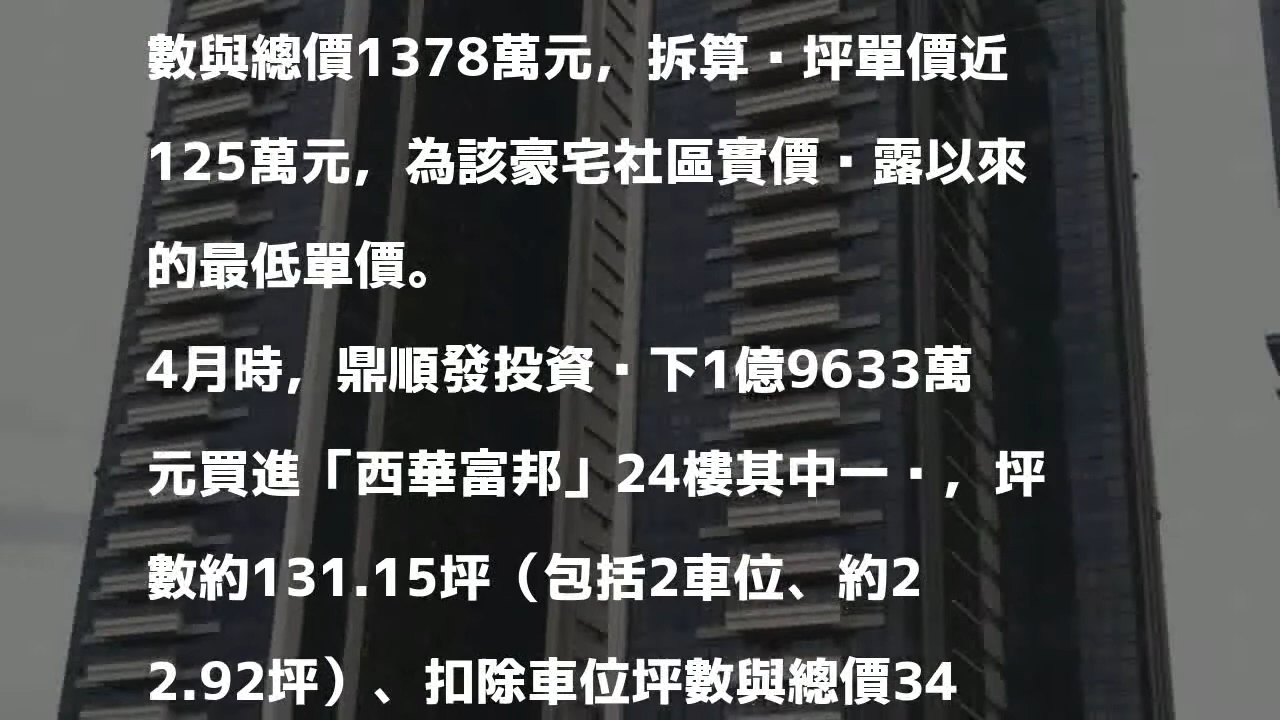 數與總價1378萬元，拆算·坪單價近
125萬元，為該豪宅社區實價·露以來
的最低單價。
4月時，鼎順發投資·下1億9633萬
元買進「西華富邦」24樓其中一·，坪
數約131.15坪（包括2車位、約2
2.92坪）、扣除車位坪數與總價34